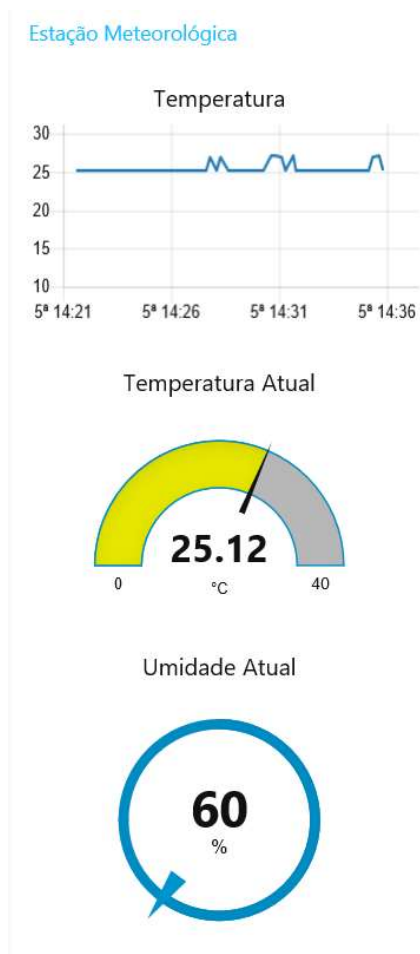 Estação Meteorológica
Temperatura
30
25
20
15
10
5ª 14:21 5ª 14:26 5ª 14:31 5ª 14:36
Temperatura Atual
25.12
0 °C 40
Umidade Atual
60
%